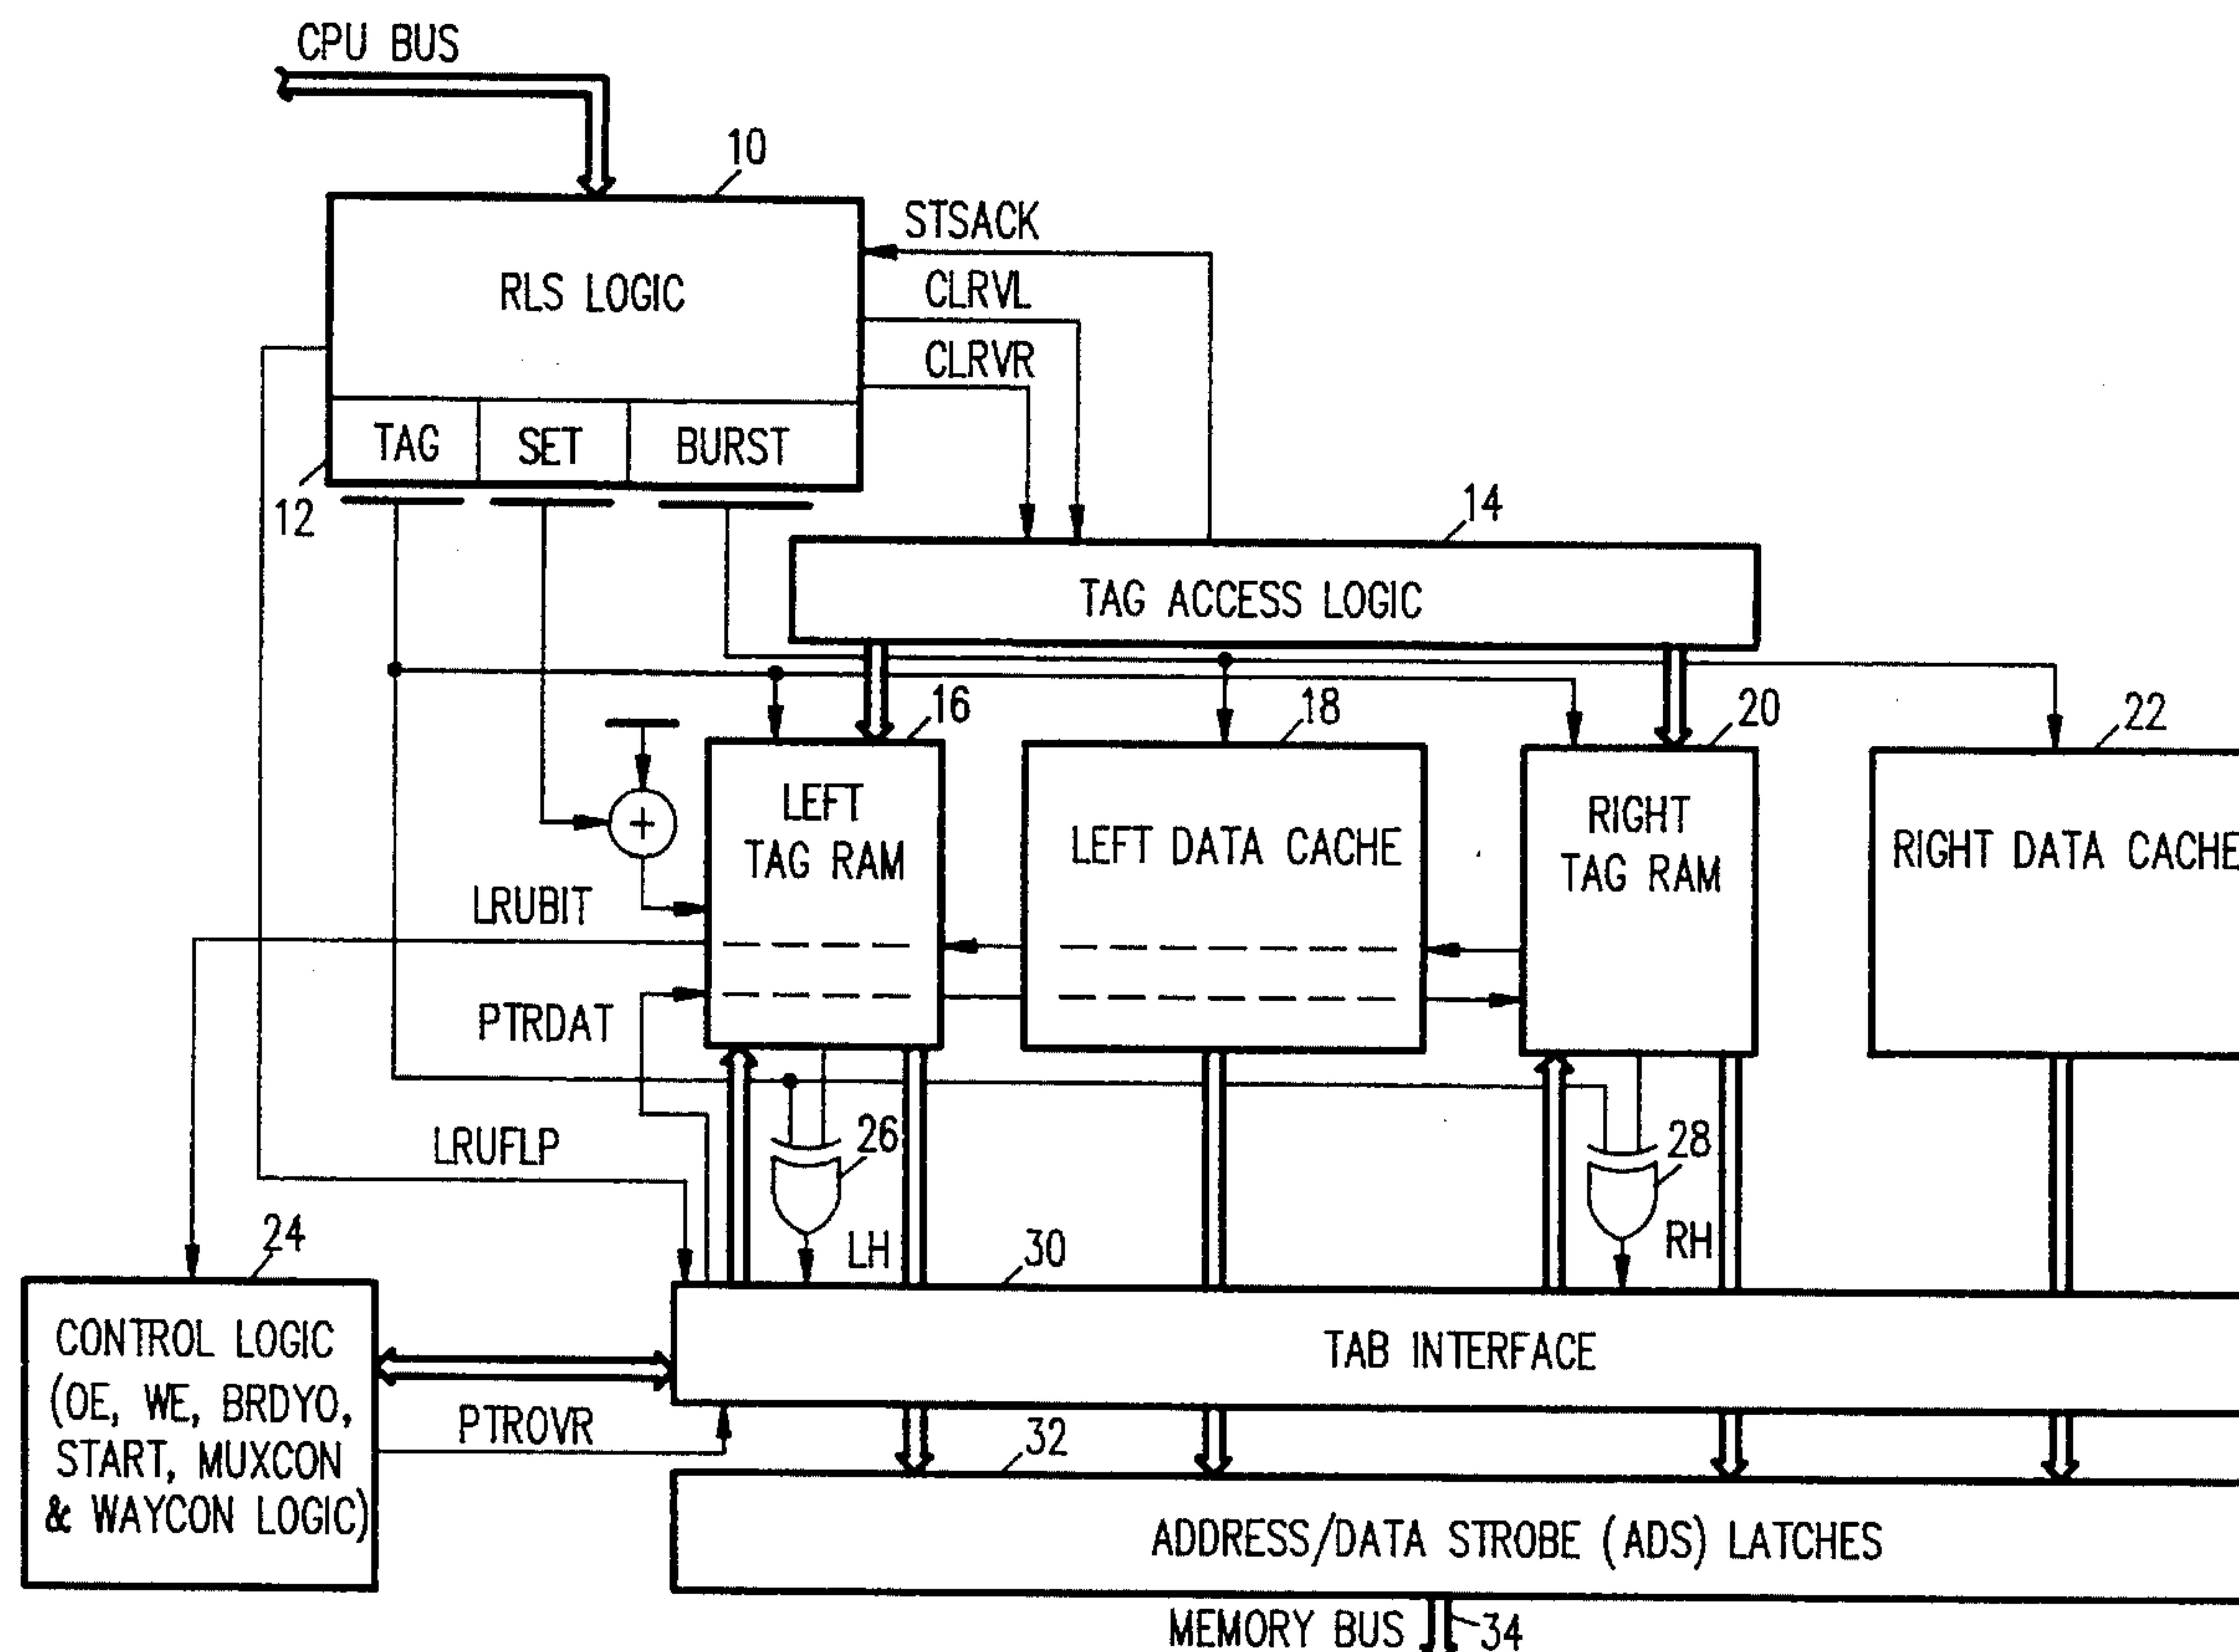 CPU BUS
10
STSACK
RLS LOGIC
CLRVL
CLRVR
TAG
SET
BURST
12
14
TAG ACCESS LOGIC
16
18
20
22
LEFT
TAG RAM
LEFT DATA CACHE
RIGHT
TAG RAM
RIGHT DATA CACHE
+
LRUBIT
PTRDAT
LRUFLP
26
28
LH
RH
24
30
CONTROL LOGIC
(OE, WE, BRDYO,
START, MUXCON
& WAYCON LOGIC)
TAB INTERFACE
PTROVR
32
ADDRESS/DATA STROBE (ADS) LATCHES
MEMORY BUS
34